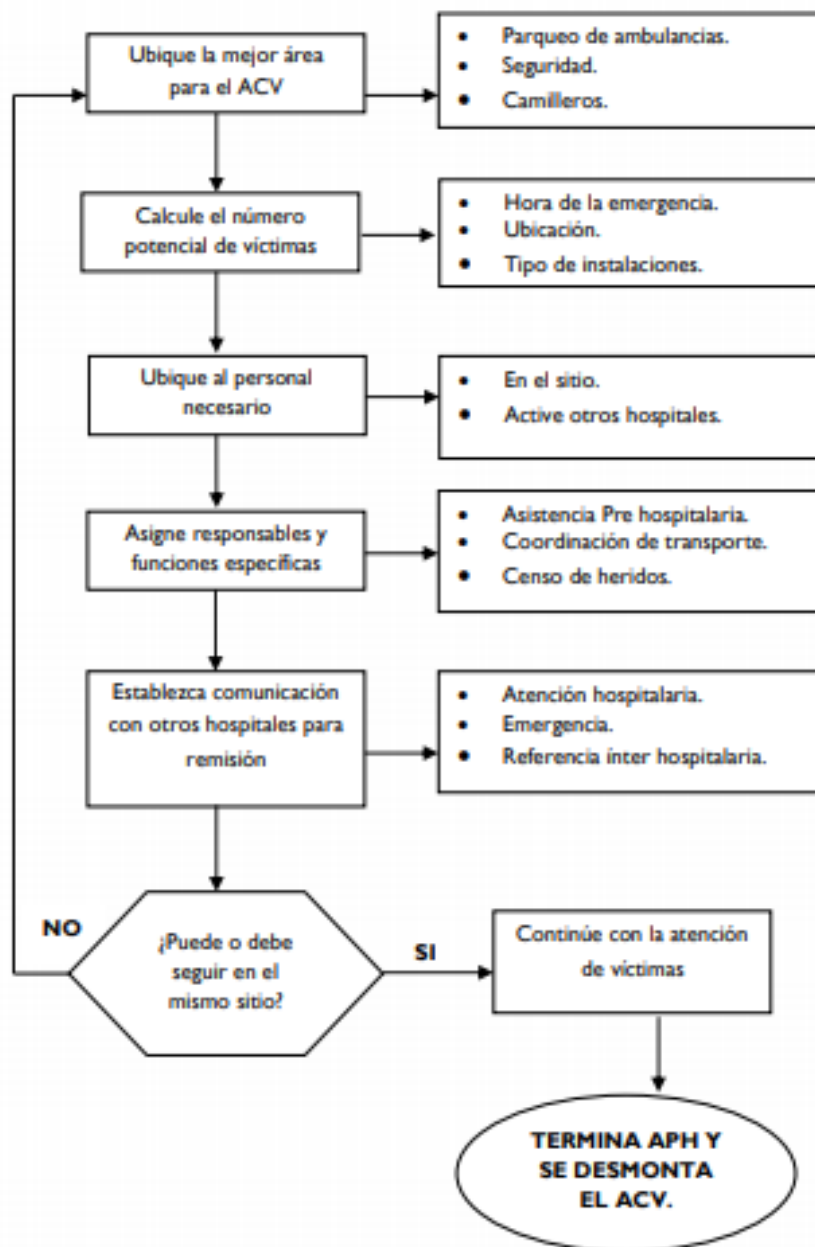 Ubique la mejor área
para el ACV
• Parqueo de ambulancias.
• Seguridad.
• Camilleros.
Calcule el número
potencial de víctimas
• Hora de la emergencia.
• Ubicación.
• Tipo de instalaciones.
Ubique al personal
necesario
• En el sitio.
• Active otros hospitales.
Asigne responsables y
funciones específicas
• Asistencia Pre hospitalaria.
• Coordinación de transporte.
• Censo de heridos.
Establezca comunicación
con otros hospitales para
remisión
• Atención hospitalaria.
• Emergencia.
• Referencia ínter hospitalaria.
NO
¿Puede o debe
seguir en el
mismo sitio?
SI
Continúe con la atención
de víctimas
TERMINA APH Y
SE DESMONTA
EL ACV.